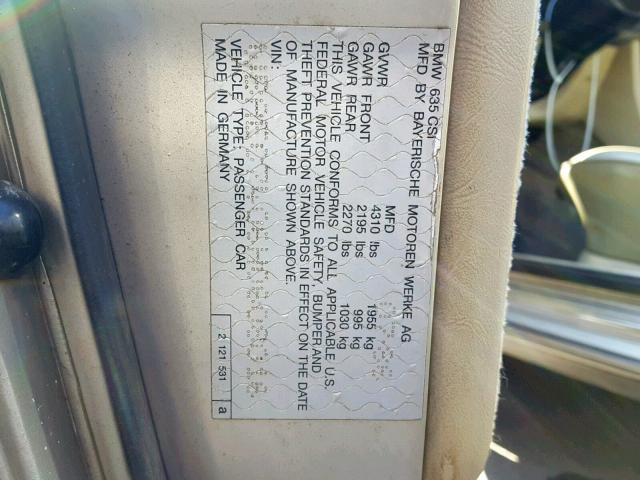 BMW 635 CSi
MFD BY BAYERISCHE MOTOREN WERKE AG
MFD
GVWR 4310 lbs 1955 kg
GAWR FRONT 2195 lbs 995 kg
GAWR REAR 2270 lbs 1030 kg
THIS VEHICLE CONFORMS TO ALL APPLICABLE U.S.
FEDERAL MOTOR VEHICLE SAFETY, BUMPER AND
THEFT PREVENTION STANDARDS IN EFFECT ON THE DATE
OF MANUFACTURE SHOWN ABOVE.
VIN:
VEHICLE TYPE: PASSENGER CAR
MADE IN GERMANY 2 121 531 a